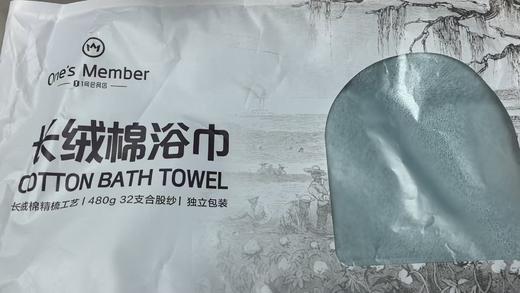 One's Member
1号会员店
长绒棉浴巾
COTTON BATH TOWEL
长绒棉精梳工艺 | 480g 32支合股纱 | 独立包装